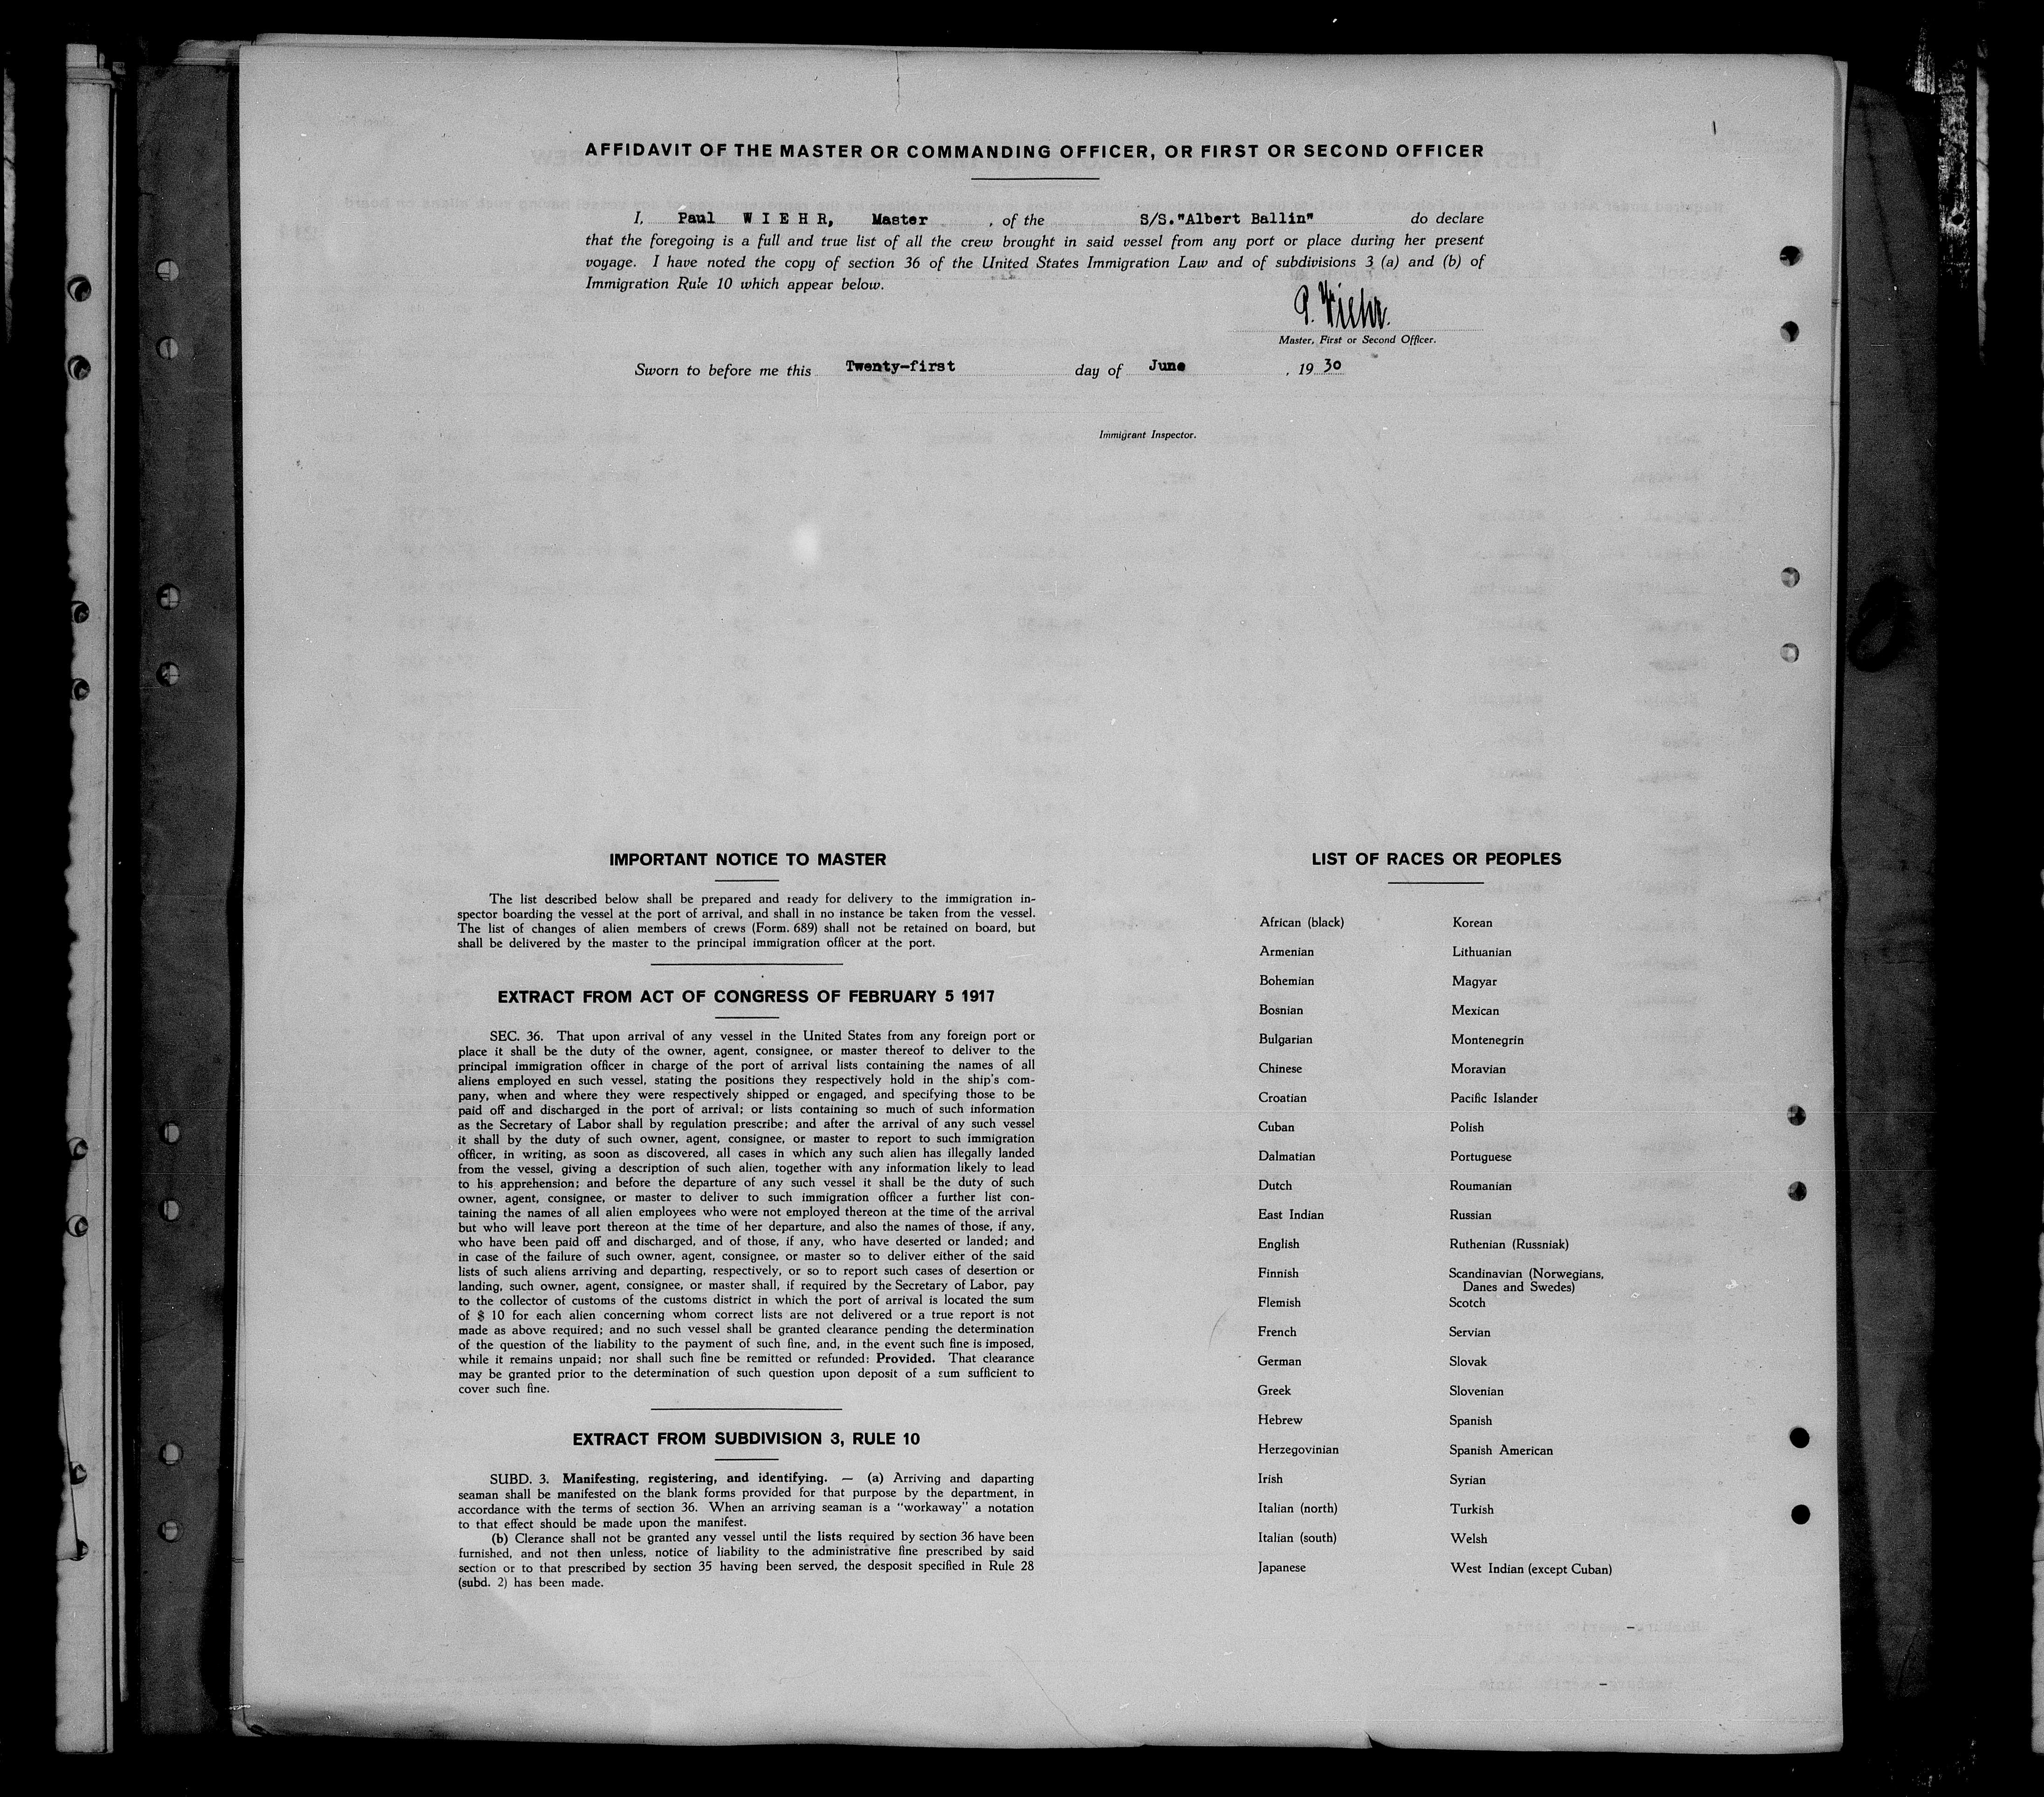 AFFIDAVIT OF THE MASTER OR COMMANDING OFFICER, OR FIRST OR SECOND OFFICER
I, Paul W I E H R, Master , of the S/S."Albert Ballin" do declare
that the foregoing is a full and true list of all the crew brought in said vessel from any port or place during her present
voyage. I have noted the copy of section 36 of the United States Immigration Law and of subdivisions 3 (a) and (b) of
Immigration Rule 10 which appear below.
P. Wiehr.
Master, First or Second Officer.
Sworn to before me this Twenty-first day of June , 19 30
Immigrant Inspector.
IMPORTANT NOTICE TO MASTER
The list described below shall be prepared and ready for delivery to the immigration in-
spector boarding the vessel at the port of arrival, and shall in no instance be taken from the vessel.
The list of changes of alien members of crews (Form. 689) shall not be retained on board, but
shall be delivered by the master to the principal immigration officer at the port.
EXTRACT FROM ACT OF CONGRESS OF FEBRUARY 5 1917
SEC. 36. That upon arrival of any vessel in the United States from any foreign port or
place it shall be the duty of the owner, agent, consignee, or master thereof to deliver to the
principal immigration officer in charge of the port of arrival lists containing the names of all
aliens employed en such vessel, stating the positions they respectively hold in the ship's com-
pany, when and where they were respectively shipped or engaged, and specifying those to be
paid off and discharged in the port of arrival; or lists containing so much of such information
as the Secretary of Labor shall by regulation prescribe; and after the arrival of any such vessel
it shall by the duty of such owner, agent, consignee, or master to report to such immigration
officer, in writing, as soon as discovered, all cases in which any such alien has illegally landed
from the vessel, giving a description of such alien, together with any information likely to lead
to his apprehension; and before the departure of any such vessel it shall be the duty of such
owner, agent, consignee, or master to deliver to such immigration officer a further list con-
taining the names of all alien employees who were not employed thereon at the time of the arrival
but who will leave port thereon at the time of her departure, and also the names of those, if any,
who have been paid off and discharged, and of those, if any, who have deserted or landed; and
in case of the failure of such owner, agent, consignee, or master so to deliver either of the said
lists of such aliens arriving and departing, respectively, or so to report such cases of desertion or
landing, such owner, agent, consignee, or master shall, if required by the Secretary of Labor, pay
to the collector of customs of the customs district in which the port of arrival is located the sum
of $ 10 for each alien concerning whom correct lists are not delivered or a true report is not
made as above required; and no such vessel shall be granted clearance pending the determination
of the question of the liability to the payment of such fine, and, in the event such fine is imposed,
while it remains unpaid; nor shall such fine be remitted or refunded: Provided. That clearance
may be granted prior to the determination of such question upon deposit of a sum sufficient to
cover such fine.
EXTRACT FROM SUBDIVISION 3, RULE 10
SUBD. 3. Manifesting, registering, and identifying. — (a) Arriving and daparting
seaman shall be manifested on the blank forms provided for that purpose by the department, in
accordance with the terms of section 36. When an arriving seaman is a "workaway" a notation
to that effect should be made upon the manifest.
(b) Clerance shall not be granted any vessel until the lists required by section 36 have been
furnished, and not then unless, notice of liability to the administrative fine prescribed by said
section or to that prescribed by section 35 having been served, the desposit specified in Rule 28
(subd. 2) has been made.
LIST OF RACES OR PEOPLES
African (black)
Armenian
Bohemian
Bosnian
Bulgarian
Chinese
Croatian
Cuban
Dalmatian
Dutch
East Indian
English
Finnish
Flemish
French
German
Greek
Hebrew
Herzegovinian
Irish
Italian (north)
Italian (south)
Japanese
Korean
Lithuanian
Magyar
Mexican
Montenegrin
Moravian
Pacific Islander
Polish
Portuguese
Roumanian
Russian
Ruthenian (Russniak)
Scandinavian (Norwegians,
Danes and Swedes)
Scotch
Servian
Slovak
Slovenian
Spanish
Spanish American
Syrian
Turkish
Welsh
West Indian (except Cuban)